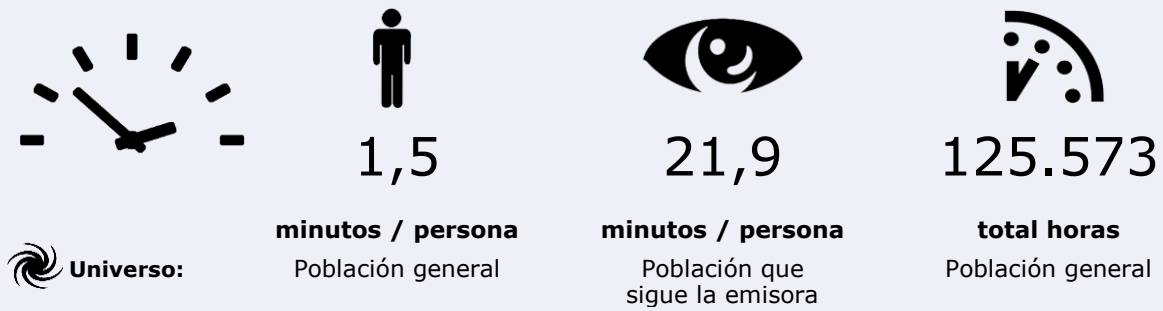 1,5
21,9
125.573
minutos / persona
minutos / persona
total horas
Universo:
Población general
Población que
sigue la emisora
Población general